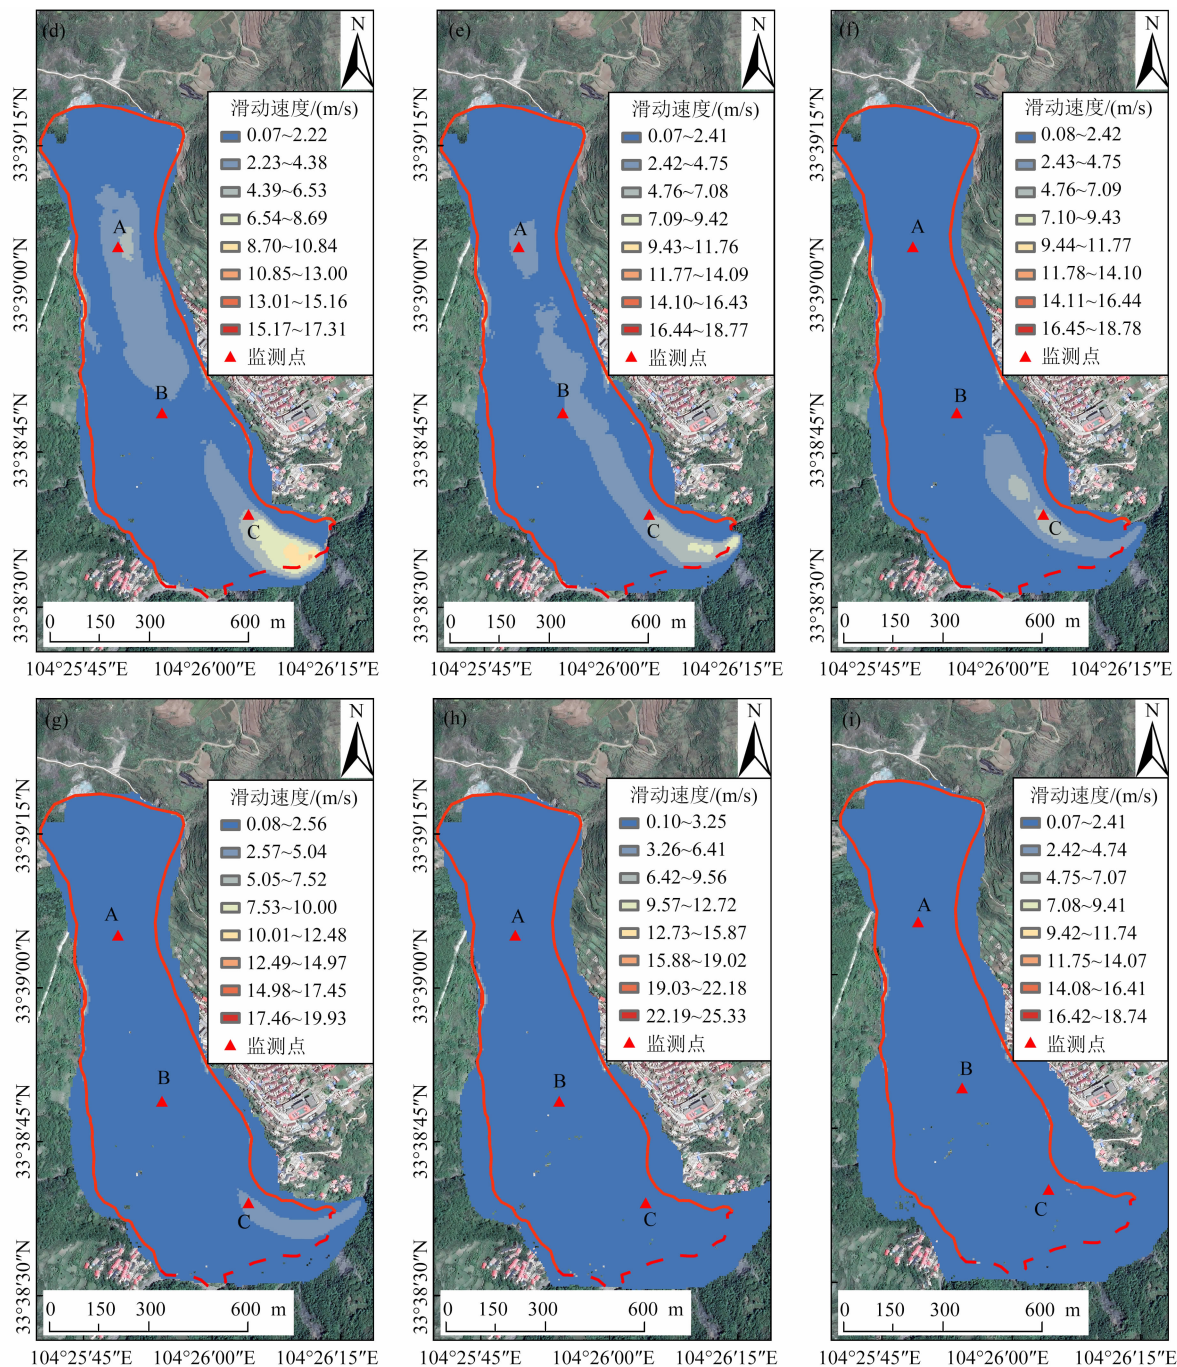 (d)
N
滑动速度/(m/s)
0.07~2.22
2.23~4.38
4.39~6.53
6.54~8.69
8.70~10.84
10.85~13.00
13.01~15.16
15.17~17.31
监测点
A
B
C
33°39′15″N
33°39′00″N
33°38′45″N
33°38′30″N
0 150 300 600 m
104°25′45″E 104°26′00″E 104°26′15″E
(e)
N
滑动速度/(m/s)
0.07~2.41
2.42~4.75
4.76~7.08
7.09~9.42
9.43~11.76
11.77~14.09
14.10~16.43
16.44~18.77
监测点
A
B
C
33°39′15″N
33°39′00″N
33°38′45″N
33°38′30″N
0 150 300 600 m
104°25′45″E 104°26′00″E 104°26′15″E
(f)
N
滑动速度/(m/s)
0.08~2.42
2.43~4.75
4.76~7.09
7.10~9.43
9.44~11.77
11.78~14.10
14.11~16.44
16.45~18.78
监测点
A
B
C
33°39′15″N
33°39′00″N
33°38′45″N
33°38′30″N
0 150 300 600 m
104°25′45″E 104°26′00″E 104°26′15″E
(g)
N
滑动速度/(m/s)
0.08~2.56
2.57~5.04
5.05~7.52
7.53~10.00
10.01~12.48
12.49~14.97
14.98~17.45
17.46~19.93
监测点
A
B
C
33°39′15″N
33°39′00″N
33°38′45″N
33°38′30″N
0 150 300 600 m
104°25′45″E 104°26′00″E 104°26′15″E
(h)
N
滑动速度/(m/s)
0.10~3.25
3.26~6.41
6.42~9.56
9.57~12.72
12.73~15.87
15.88~19.02
19.03~22.18
22.19~25.33
监测点
A
B
C
33°39′15″N
33°39′00″N
33°38′45″N
33°38′30″N
0 150 300 600 m
104°25′45″E 104°26′00″E 104°26′15″E
(i)
N
滑动速度/(m/s)
0.07~2.41
2.42~4.74
4.75~7.07
7.08~9.41
9.42~11.74
11.75~14.07
14.08~16.41
16.42~18.74
监测点
A
B
C
33°39′15″N
33°39′00″N
33°38′45″N
33°38′30″N
0 150 300 600 m
104°25′45″E 104°26′00″E 104°26′15″E